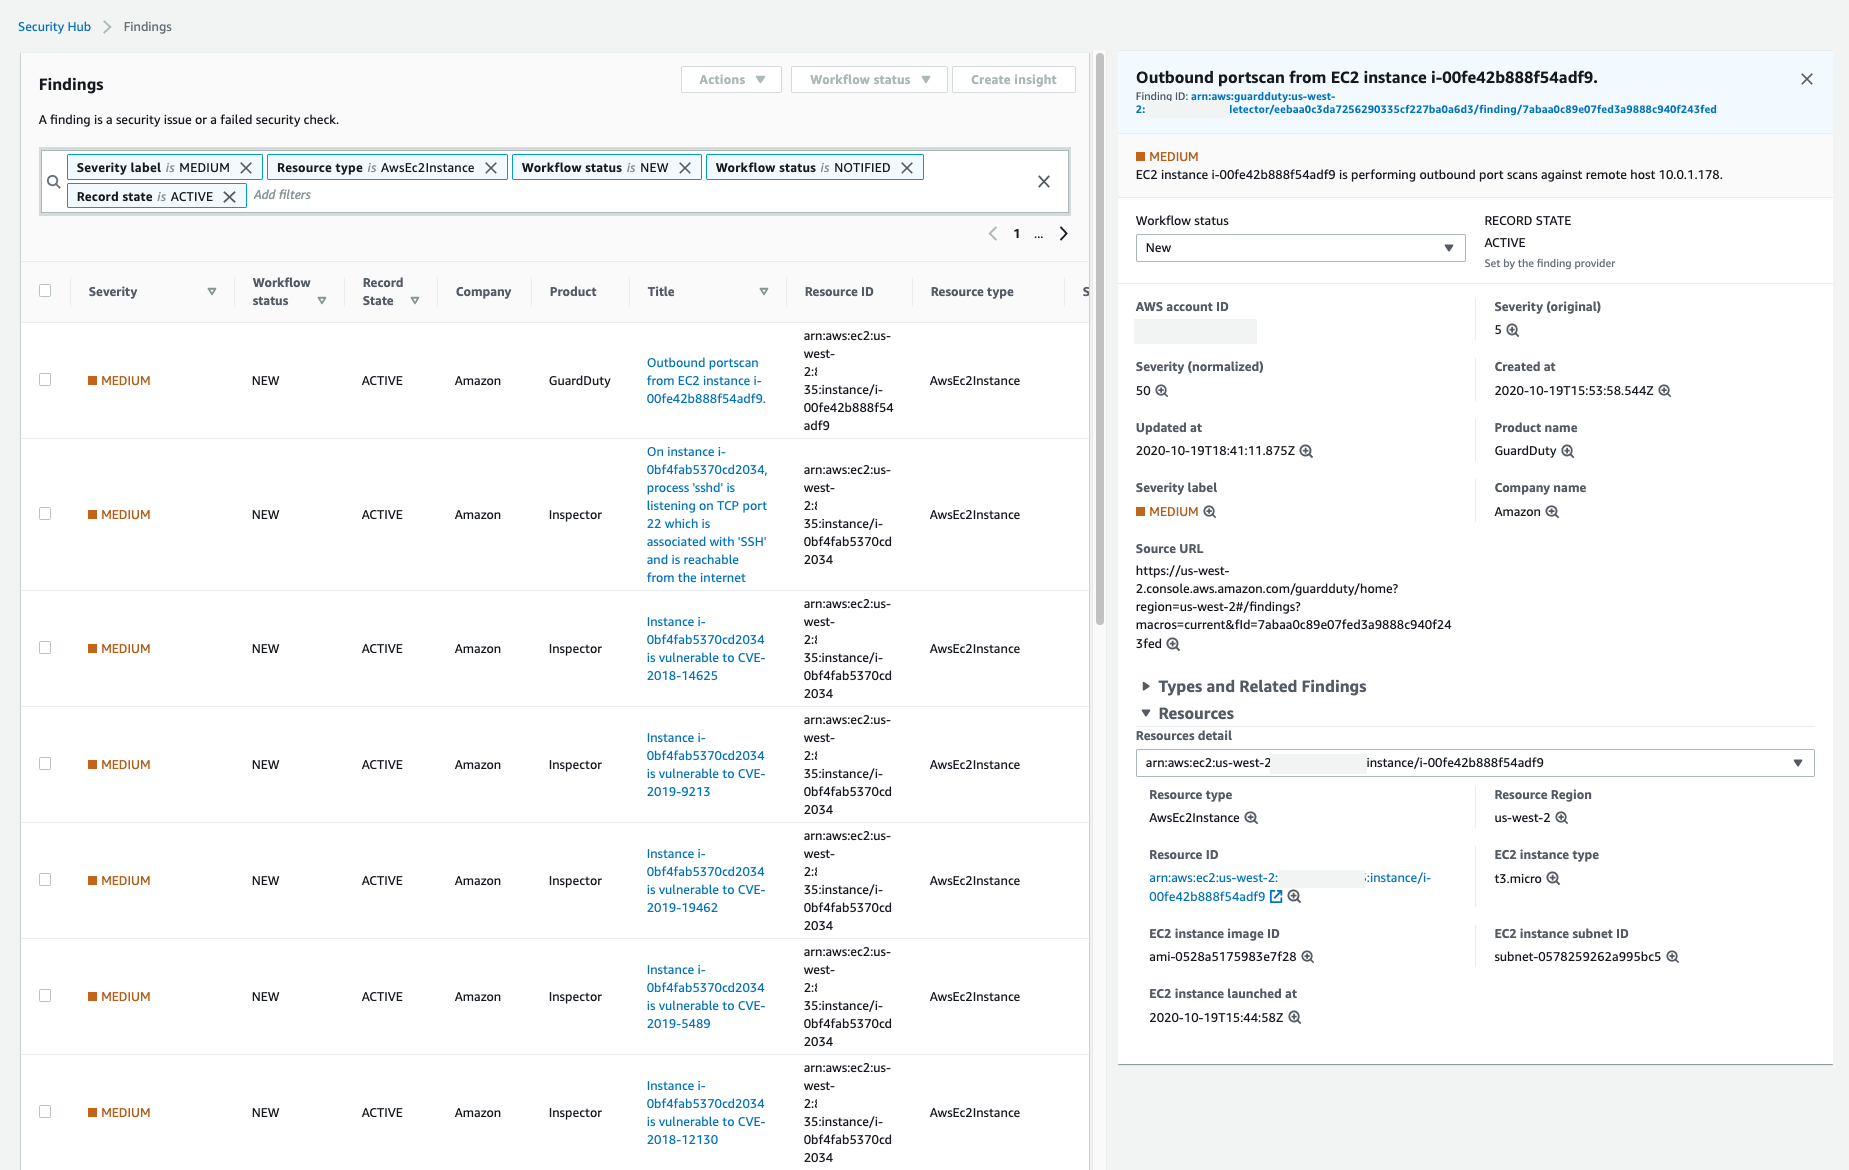 Security Hub > Findings
Findings
Actions
Workflow status
Create insight
A finding is a security issue or a failed security check.
Severity label is MEDIUM
Resource type is AwsEc2Instance
Workflow status is NEW
Workflow status is NOTIFIED
Record state is ACTIVE
Add filters
1 ...
Severity
Workflow
status
Record
State
Company
Product
Title
Resource ID
Resource type
S
MEDIUM
NEW
ACTIVE
Amazon
GuardDuty
Outbound portscan
from EC2 instance i-
00fe42b888f54adf9.
arn:aws:ec2:us-
west-
2:
35:instance/i-
00fe42b888f54
adf9
AwsEc2Instance
MEDIUM
NEW
ACTIVE
Amazon
Inspector
On instance i-
0bf4fab5370cd2034,
process 'sshd' is
listening on TCP port
22 which is
associated with 'SSH'
and is reachable
from the internet
arn:aws:ec2:us-
west-
2:
35:instance/i-
0bf4fab5370cd
2034
AwsEc2Instance
MEDIUM
NEW
ACTIVE
Amazon
Inspector
Instance i-
0bf4fab5370cd2034
is vulnerable to CVE-
2018-14625
arn:aws:ec2:us-
west-
2:
35:instance/i-
0bf4fab5370cd
2034
AwsEc2Instance
MEDIUM
NEW
ACTIVE
Amazon
Inspector
Instance i-
0bf4fab5370cd2034
is vulnerable to CVE-
2019-9213
arn:aws:ec2:us-
west-
2:
35:instance/i-
0bf4fab5370cd
2034
AwsEc2Instance
MEDIUM
NEW
ACTIVE
Amazon
Inspector
Instance i-
0bf4fab5370cd2034
is vulnerable to CVE-
2019-19462
arn:aws:ec2:us-
west-
2:
35:instance/i-
0bf4fab5370cd
2034
AwsEc2Instance
MEDIUM
NEW
ACTIVE
Amazon
Inspector
Instance i-
0bf4fab5370cd2034
is vulnerable to CVE-
2019-5489
arn:aws:ec2:us-
west-
2:
35:instance/i-
0bf4fab5370cd
2034
AwsEc2Instance
MEDIUM
NEW
ACTIVE
Amazon
Inspector
Instance i-
0bf4fab5370cd2034
is vulnerable to CVE-
2018-12130
arn:aws:ec2:us-
west-
2:
35:instance/i-
0bf4fab5370cd
2034
AwsEc2Instance
Outbound portscan from EC2 instance i-00fe42b888f54adf9.
Finding ID: arn:aws:guardduty:us-west-
2: letector/eebaa0c3da7256290335cf227ba0a6d3/finding/7abaa0c89e07fed3a9888c940f243fed
MEDIUM
EC2 instance i-00fe42b888f54adf9 is performing outbound port scans against remote host 10.0.1.178.
Workflow status
New
RECORD STATE
ACTIVE
Set by the finding provider
AWS account ID
Severity (original)
5
Severity (normalized)
50
Created at
2020-10-19T15:53:58.544Z
Updated at
2020-10-19T18:41:11.875Z
Product name
GuardDuty
Severity label
MEDIUM
Company name
Amazon
Source URL
https://us-west-
2.console.aws.amazon.com/guardduty/home?
region=us-west-2#/findings?
macros=current&fId=7abaa0c89e07fed3a9888c940f24
3fed
Types and Related Findings
Resources
Resources detail
arn:aws:ec2:us-west-2 instance/i-00fe42b888f54adf9
Resource type
AwsEc2Instance
Resource Region
us-west-2
Resource ID
arn:aws:ec2:us-west-2: :instance/i-
00fe42b888f54adf9
EC2 instance type
t3.micro
EC2 instance image ID
ami-0528a5175983e7f28
EC2 instance subnet ID
subnet-0578259262a995bc5
EC2 instance launched at
2020-10-19T15:44:58Z